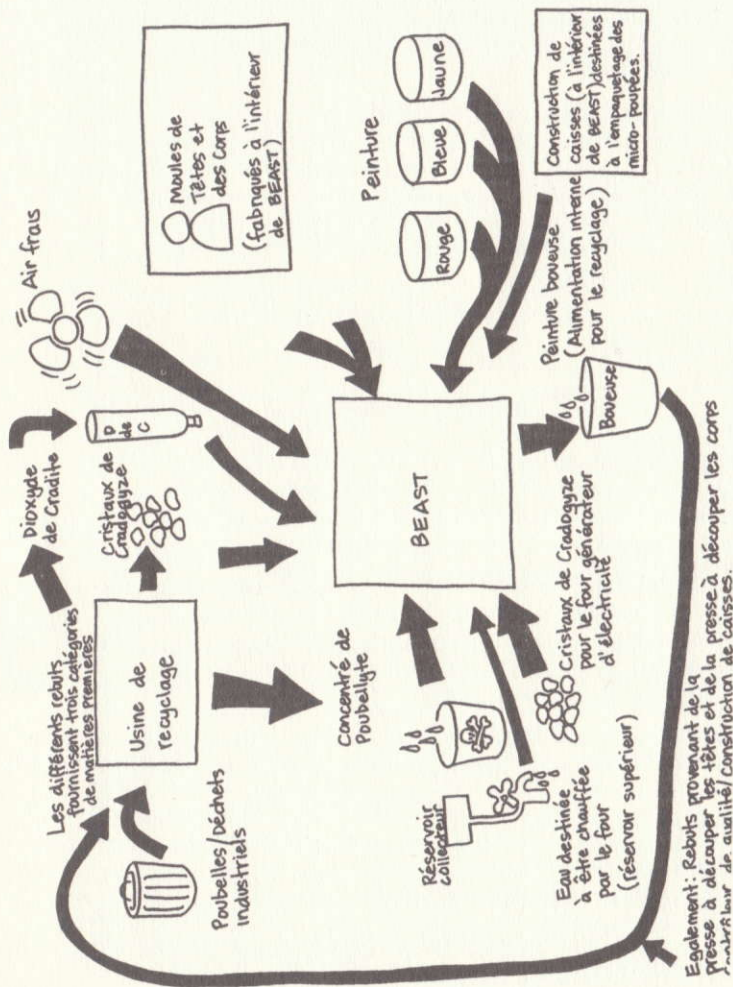 Les différents rebuts
fournissent trois catégories
de matières premières
Dioxyde
de Cradite
Air frais
D
de
C
Cristaux de
Cradogyze
Usine de
recyclage
Poubelles/Déchets
industriels
Moules de
Têtes et
des Corps
(fabriqués à l'intérieur
de BEAST)
Concentré de
Poubellyte
BEAST
Peinture
Rouge
Bleue
Jaune
Réservoir
collecteur
Eau destinée
à être chauffée
par le four
(réservoir supérieur)
Cristaux de Cradogyze
pour le four générateur
d'électricité
Boueuse
Peinture boueuse
(Alimentation interne
pour le recyclage)
Construction de
caisses (à l'intérieur
de BEAST) destinées
à l'empaquetage des
micro-poupées.
Egalement: Rebuts provenant de la
presse à découper les têtes et de la presse à découper les corps
de qualité/construction de caisses.